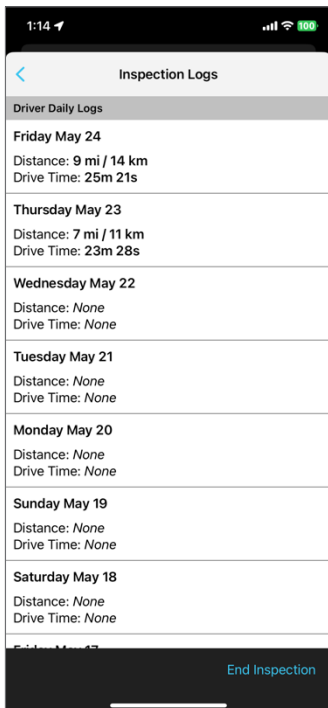 1:14
100
Inspection Logs
Driver Daily Logs
Friday May 24
Distance: 9 mi / 14 km
Drive Time: 25m 21s
Thursday May 23
Distance: 7 mi / 11 km
Drive Time: 23m 28s
Wednesday May 22
Distance: None
Drive Time: None
Tuesday May 21
Distance: None
Drive Time: None
Monday May 20
Distance: None
Drive Time: None
Sunday May 19
Distance: None
Drive Time: None
Saturday May 18
Distance: None
Drive Time: None
Friday May 17
End Inspection